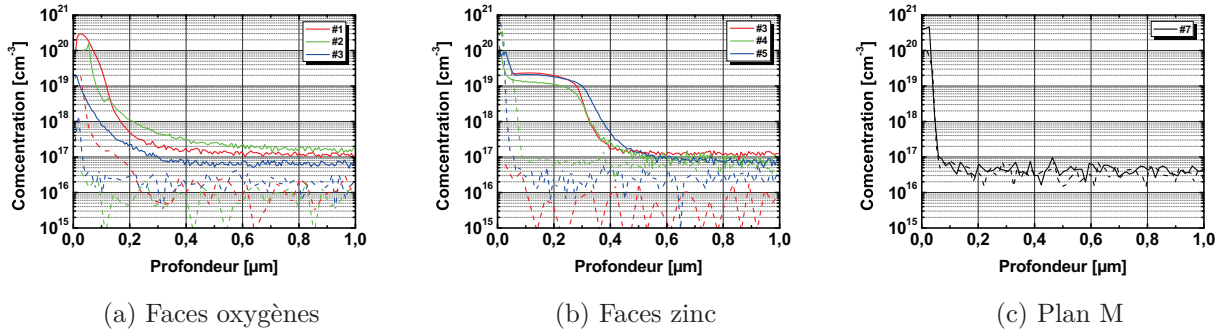 10^21
10^20
10^19
10^18
10^17
10^16
10^15
Comcentration [cm^-3]
#1
#2
#3
0,0 0,2 0,4 0,6 0,8 1,0
Profondeur [µm]
(a) Faces oxygènes
10^21
10^20
10^19
10^18
10^17
10^16
10^15
Comcentration [cm^-3]
#3
#4
#5
0,0 0,2 0,4 0,6 0,8 1,0
Profondeur [µm]
(b) Faces zinc
10^21
10^20
10^19
10^18
10^17
10^16
10^15
Comcentration [cm^-3]
#7
0,0 0,2 0,4 0,6 0,8 1,0
Profondeur [µm]
(c) Plan M